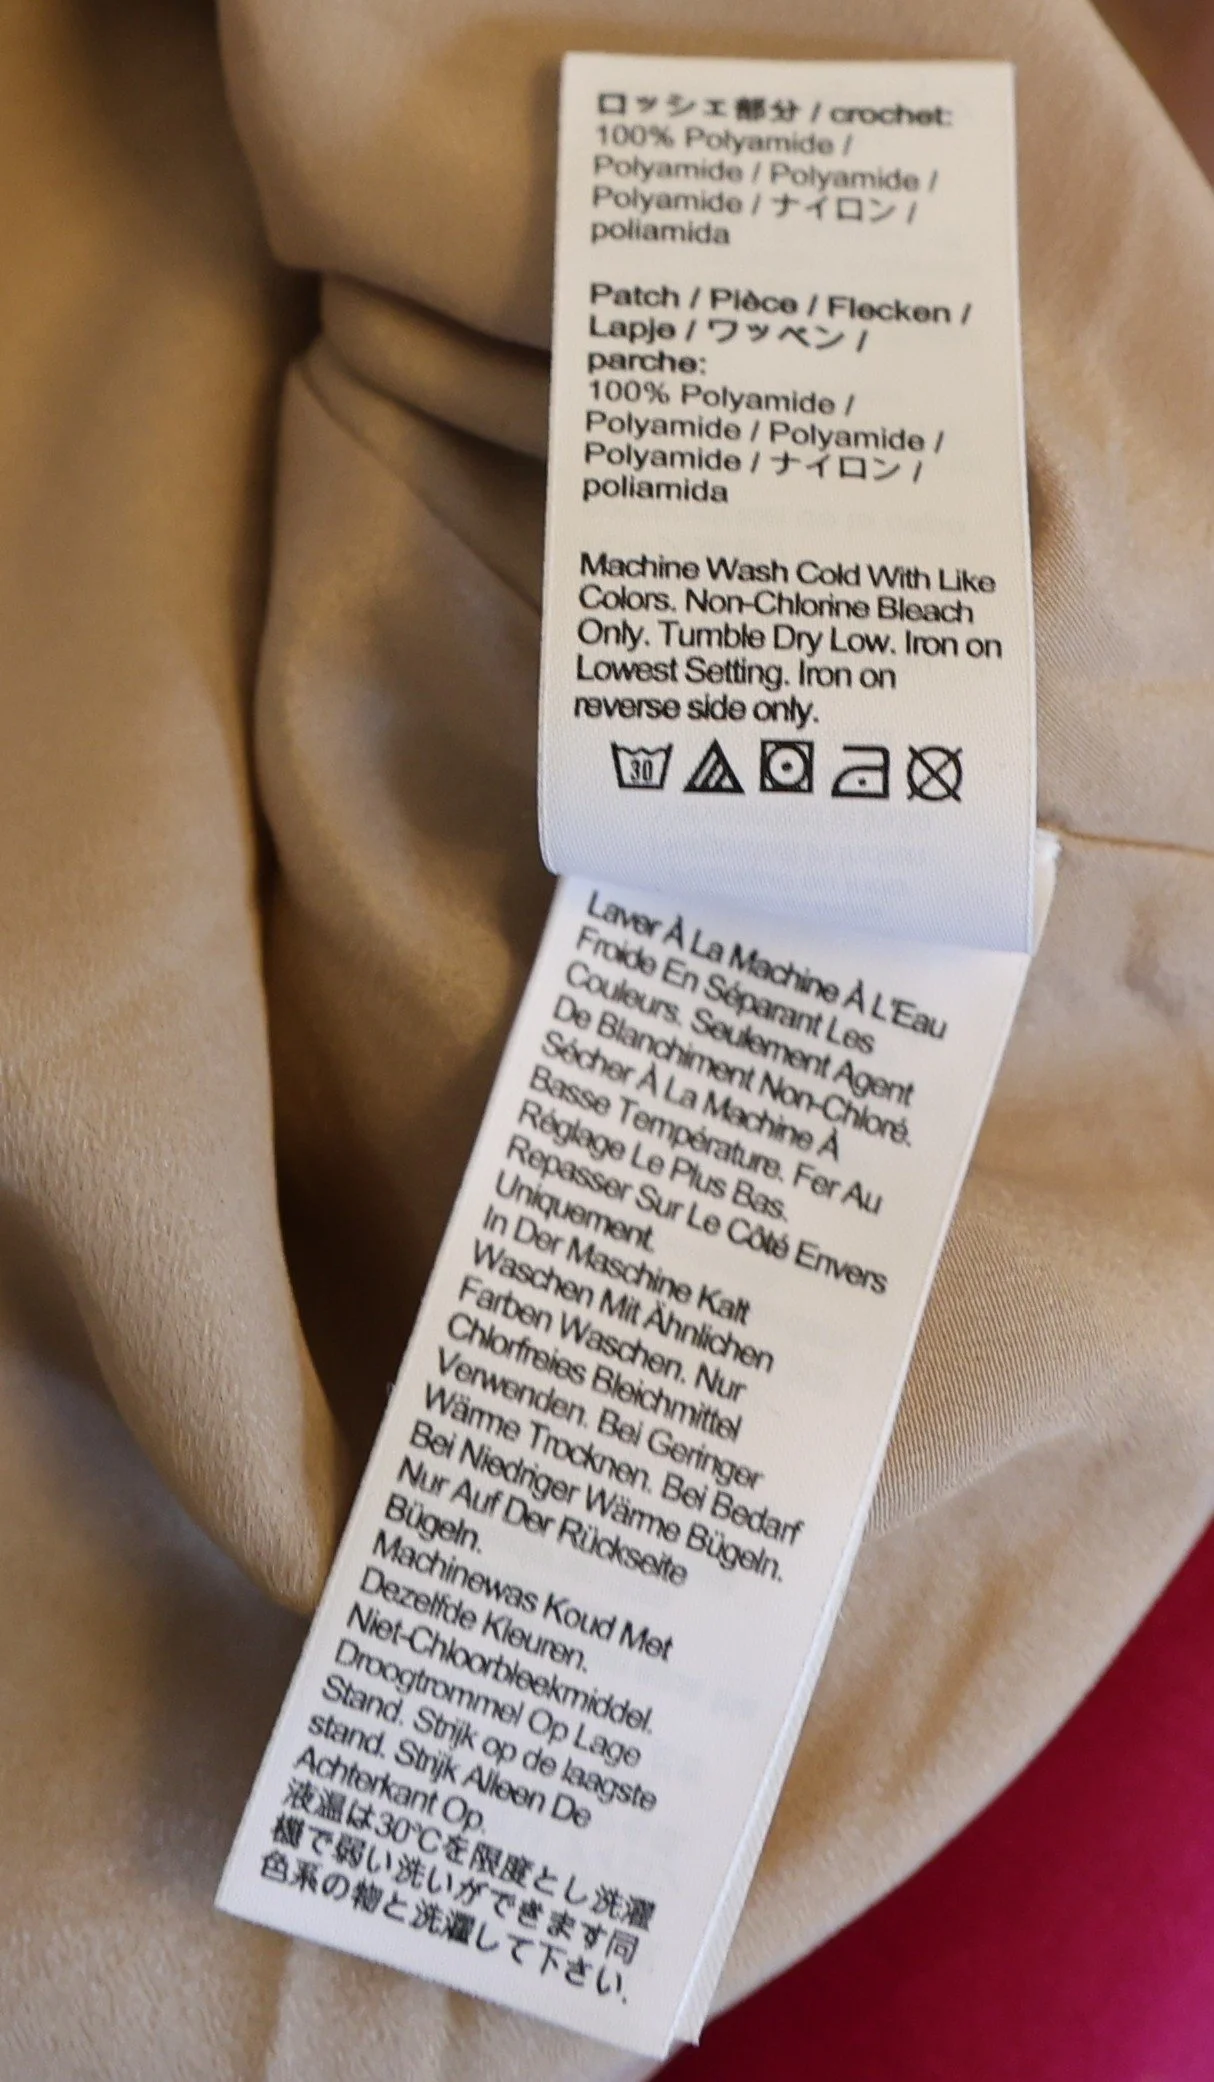 ロッシェ部分 / crochet:
100% Polyamide /
Polyamide / Polyamide /
Polyamide / ナイロン /
poliamida
Patch / Pièce / Flecken /
Lapje / ワッペン /
parche:
100% Polyamide /
Polyamide / Polyamide /
Polyamide / ナイロン /
poliamida
Machine Wash Cold With Like
Colors. Non-Chlorine Bleach
Only. Tumble Dry Low. Iron on
Lowest Setting. Iron on
reverse side only.
30
Laver À La Machine À L'Eau
Froide En Séparant Les
Couleurs. Seulement Agent
De Blanchiment Non-Chloré.
Sécher À La Machine À
Basse Température. Fer Au
Réglage Le Plus Bas.
Repasser Sur Le Côté Envers
Uniquement.
In Der Maschine Kalt
Waschen Mit Ähnlichen
Farben Waschen. Nur
Chlorfreies Bleichmittel
Verwenden. Bei Geringer
Wärme Trocknen. Bei Bedarf
Bei Niedriger Wärme Bügeln.
Nur Auf Der Rückseite
Bügeln.
Machinewas Koud Met
Dezelfde Kleuren.
Niet-Chloorbleekmiddel.
Droogtrommel Op Lage
Stand. Strijk op de laagste
stand. Strijk Alleen De
Achterkant Op.
液温は30℃を限度とし洗濯
機で弱い洗いができます同
色系の物と洗濯して下さい.